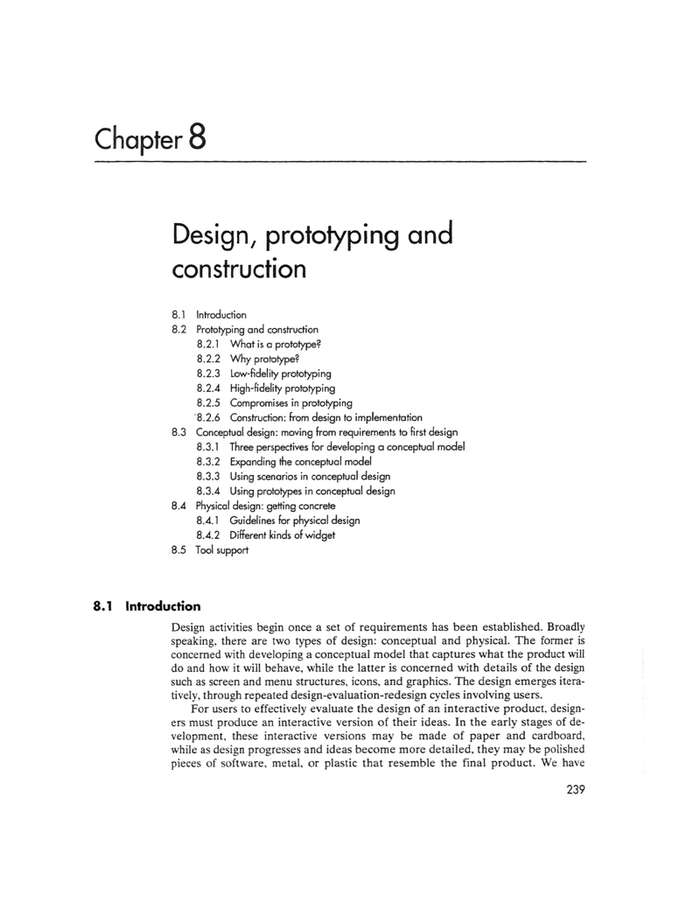 Chapter 8
Design, prototyping and
construction
8.1 Introduction
8.2 Prototyping and construction
8.2.1 What is a prototype?
8.2.2 Why prototype?
8.2.3 Low-fidelity prototyping
8.2.4 High-fidelity prototyping
8.2.5 Compromises in prototyping
8.2.6 Construction: from design to implementation
8.3 Conceptual design: moving from requirements to first design
8.3.1 Three perspectives for developing a conceptual model
8.3.2 Expanding the conceptual model
8.3.3 Using scenarios in conceptual design
8.3.4 Using prototypes in conceptual design
8.4 Physical design: getting concrete
8.4.1 Guidelines for physical design
8.4.2 Different kinds of widget
8.5 Tool support
8.1 Introduction
Design activities begin once a set of requirements has been established. Broadly
speaking, there are two types of design: conceptual and physical. The former is
concerned with developing a conceptual model that captures what the product will
do and how it will behave, while the latter is concerned with details of the design
such as screen and menu structures, icons, and graphics. The design emerges itera-
tively, through repeated design-evaluation-redesign cycles involving users.
For users to effectively evaluate the design of an interactive product, design-
ers must produce an interactive version of their ideas. In the early stages of de-
velopment, these interactive versions may be made of paper and cardboard,
while as design progresses and ideas become more detailed, they may be polished
pieces of software, metal, or plastic that resemble the final product. We have
239